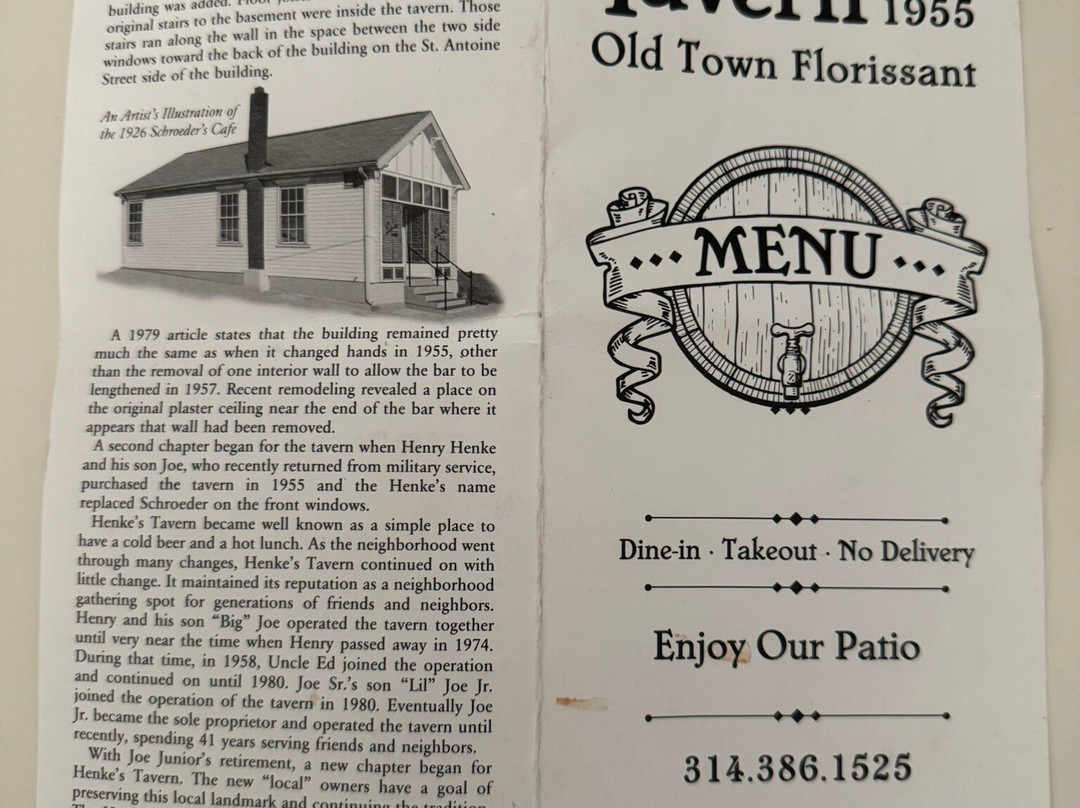 building was added.
original stairs to the basement were inside the tavern. Those
stairs ran along the wall in the space between the two side
windows toward the back of the building on the St. Antoine
Street side of the building.
An Artist's Illustration of
the 1926 Schroeder's Cafe
A 1979 article states that the building remained pretty
much the same as when it changed hands in 1955, other
than the removal of one interior wall to allow the bar to be
lengthened in 1957. Recent remodeling revealed a place on
the original plaster ceiling near the end of the bar where it
appears that wall had been removed.
A second chapter began for the tavern when Henry Henke
and his son Joe, who recently returned from military service,
purchased the tavern in 1955 and the Henke's name
replaced Schroeder on the front windows.
Henke's Tavern became well known as a simple place to
have a cold beer and a hot lunch. As the neighborhood went
through many changes, Henke's Tavern continued on with
little change. It maintained its reputation as a neighborhood
gathering spot for generations of friends and neighbors.
Henry and his son "Big" Joe operated the tavern together
until very near the time when Henry passed away in 1974.
During that time, in 1958, Uncle Ed joined the operation
and continued on until 1980. Joe Sr.'s son "Lil" Joe Jr.
joined the operation of the tavern in 1980. Eventually Joe
Jr. became the sole proprietor and operated the tavern until
recently, spending 41 years serving friends and neighbors.
With Joe Junior's retirement, a new chapter began for
Henke's Tavern. The new "local" owners have a goal of
preserving this local landmark and continuing the tradition.
Tavern 1955
Old Town Florissant
MENU
Dine-in · Takeout · No Delivery
Enjoy Our Patio
314.386.1525